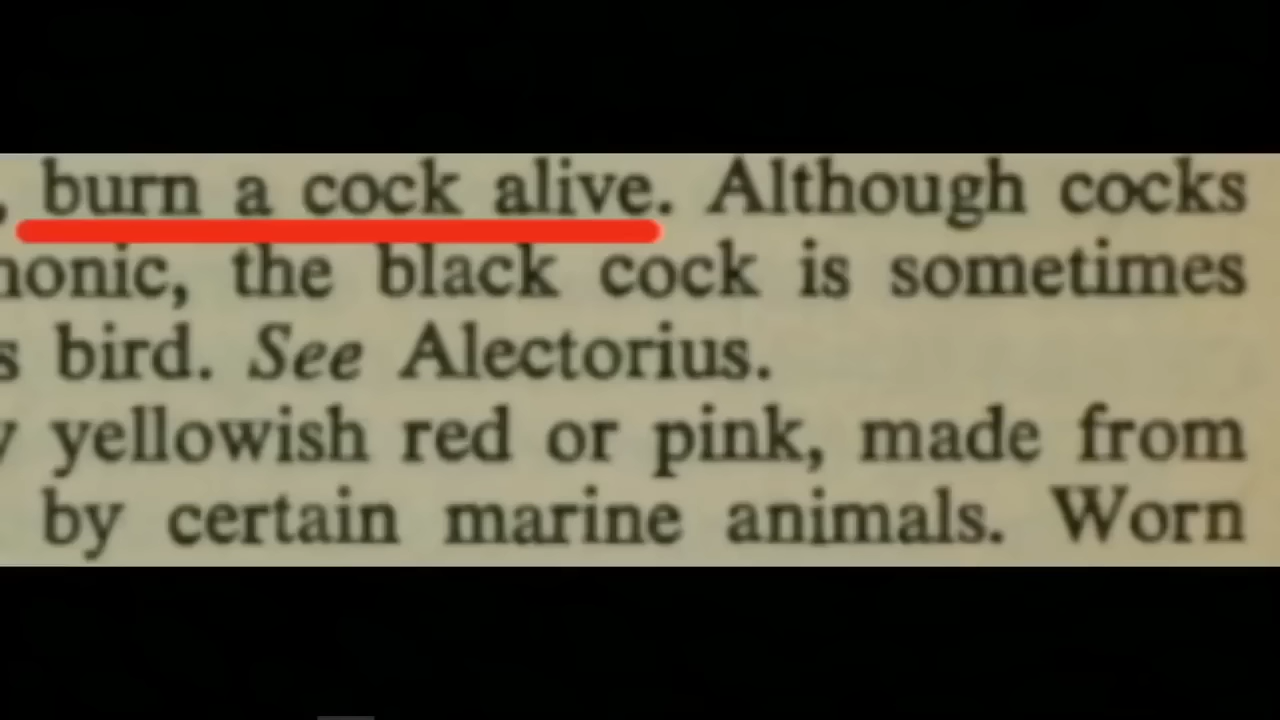 , burn a cock alive. Although cocks
onic, the black cock is sometimes
s bird. See Alectorius.
yellowish red or pink, made from
by certain marine animals. Worn